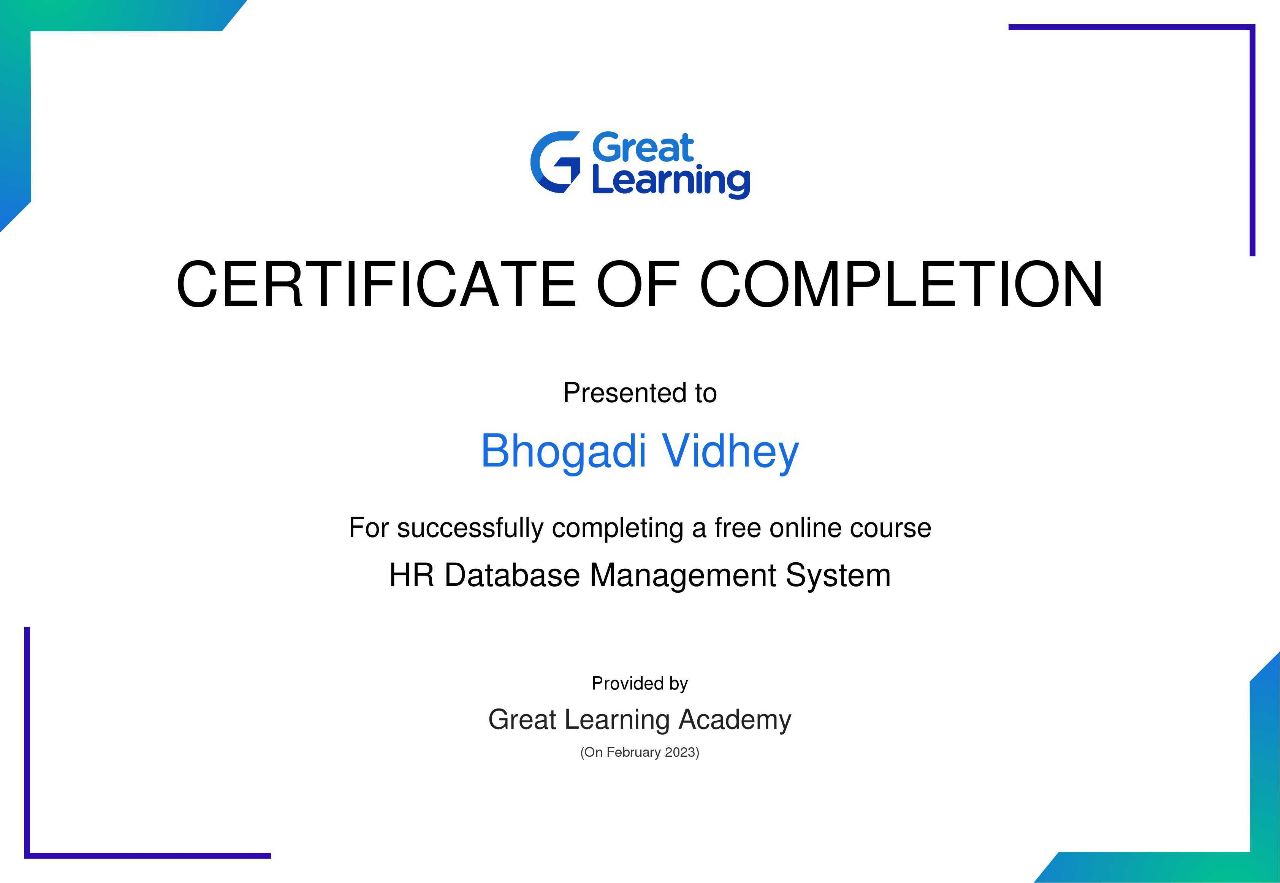 Great
Learning
CERTIFICATE OF COMPLETION
Presented to
Bhogadi Vidhey
For successfully completing a free online course
HR Database Management System
Provided by
Great Learning Academy
(On February 2023)